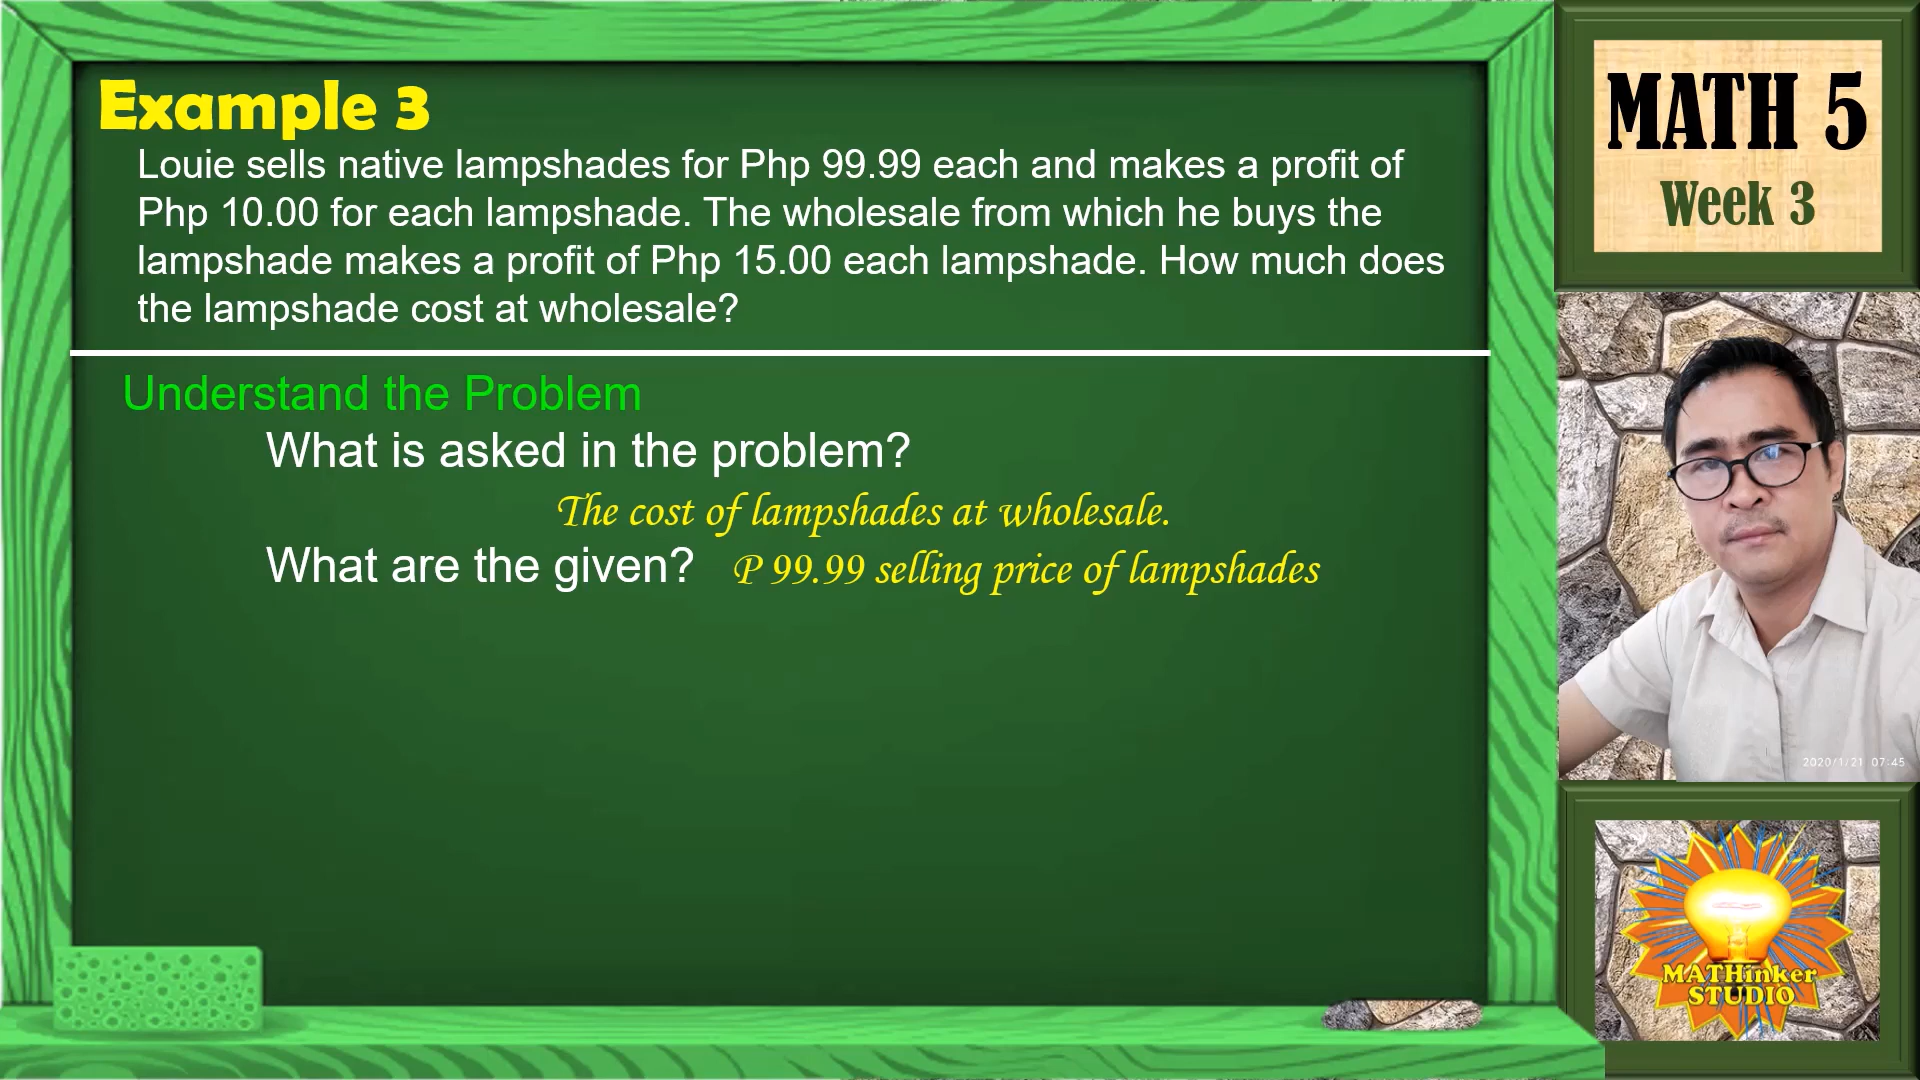 Example 3
Louie sells native lampshades for Php 99.99 each and makes a profit of
Php 10.00 for each lampshade. The wholesale from which he buys the
lampshade makes a profit of Php 15.00 each lampshade. How much does
the lampshade cost at wholesale?
Understand the Problem
What is asked in the problem?
The cost of lampshades at wholesale.
What are the given? P 99.99 selling price of lampshades
MATH 5
Week 3
2020/1/21 07:45
MATHinker
STUDIO